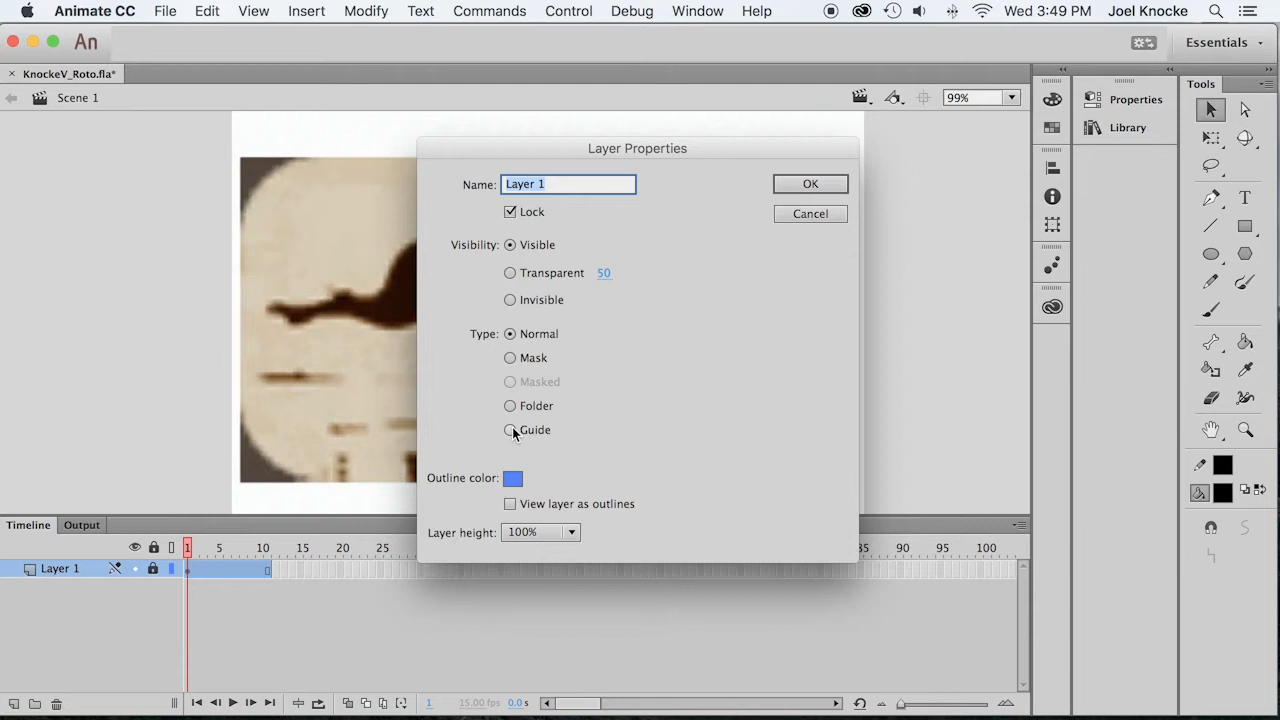 Animate CC File Edit View Insert Modify Text Commands Control Debug Window Help Wed 3:49 PM Joel Knocke
An Essentials
× KnockeV_Roto.fla*
Scene 1 99%
Tools
Properties
Library
T
Layer Properties
Name: Layer 1 OK
Lock Cancel
Visibility: Visible
Transparent 50
Invisible
Type: Normal
Mask
Masked
Folder
Guide
Outline color:
View layer as outlines
Layer height: 100%
Timeline Output
1 5 10 15 20 25 85 90 95 100
Layer 1
1 15.00 fps 0.0 s